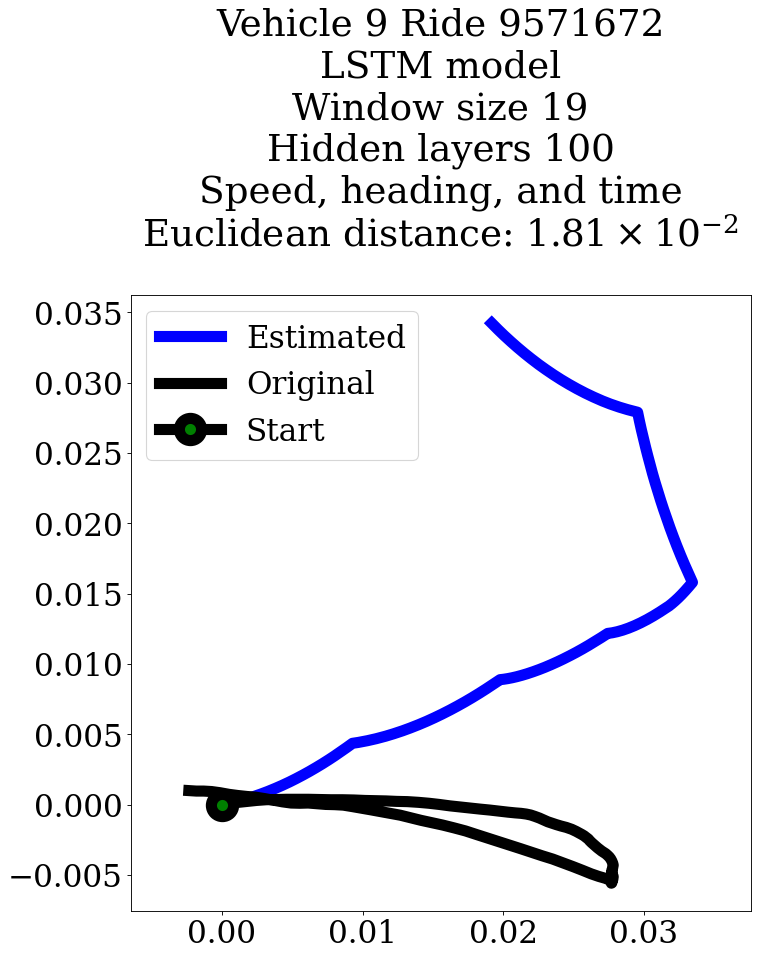 Vehicle 9 Ride 9571672
LSTM model
Window size 19
Hidden layers 100
Speed, heading, and time
Euclidean distance: 1.81 × 10⁻²
Estimated
Original
Start
0.035
0.030
0.025
0.020
0.015
0.010
0.005
0.000
−0.005
0.00 0.01 0.02 0.03